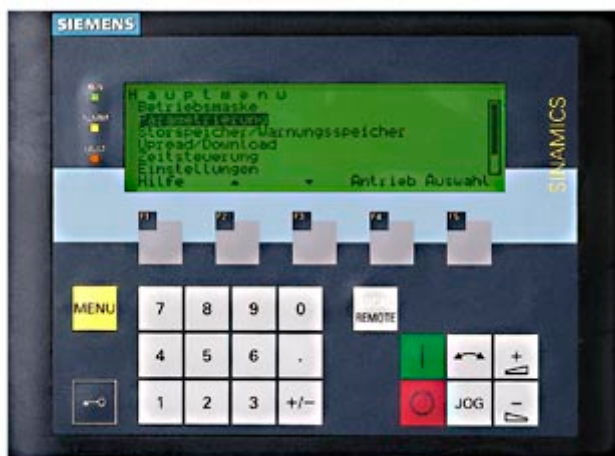 SIEMENS
Hauptmenu
Betriebsmaske
Parametrierung
Störspeicher/Warnungsspeicher
Upread/Download
Zeitsteuerung
Einstellungen
Hilfe Antrieb Auswahl
SINAMICS
F1 F2 F3 F4 F5
MENU 7 8 9 0 REMOTE
4 5 6 .
1 2 3 +/- JOG
+
-